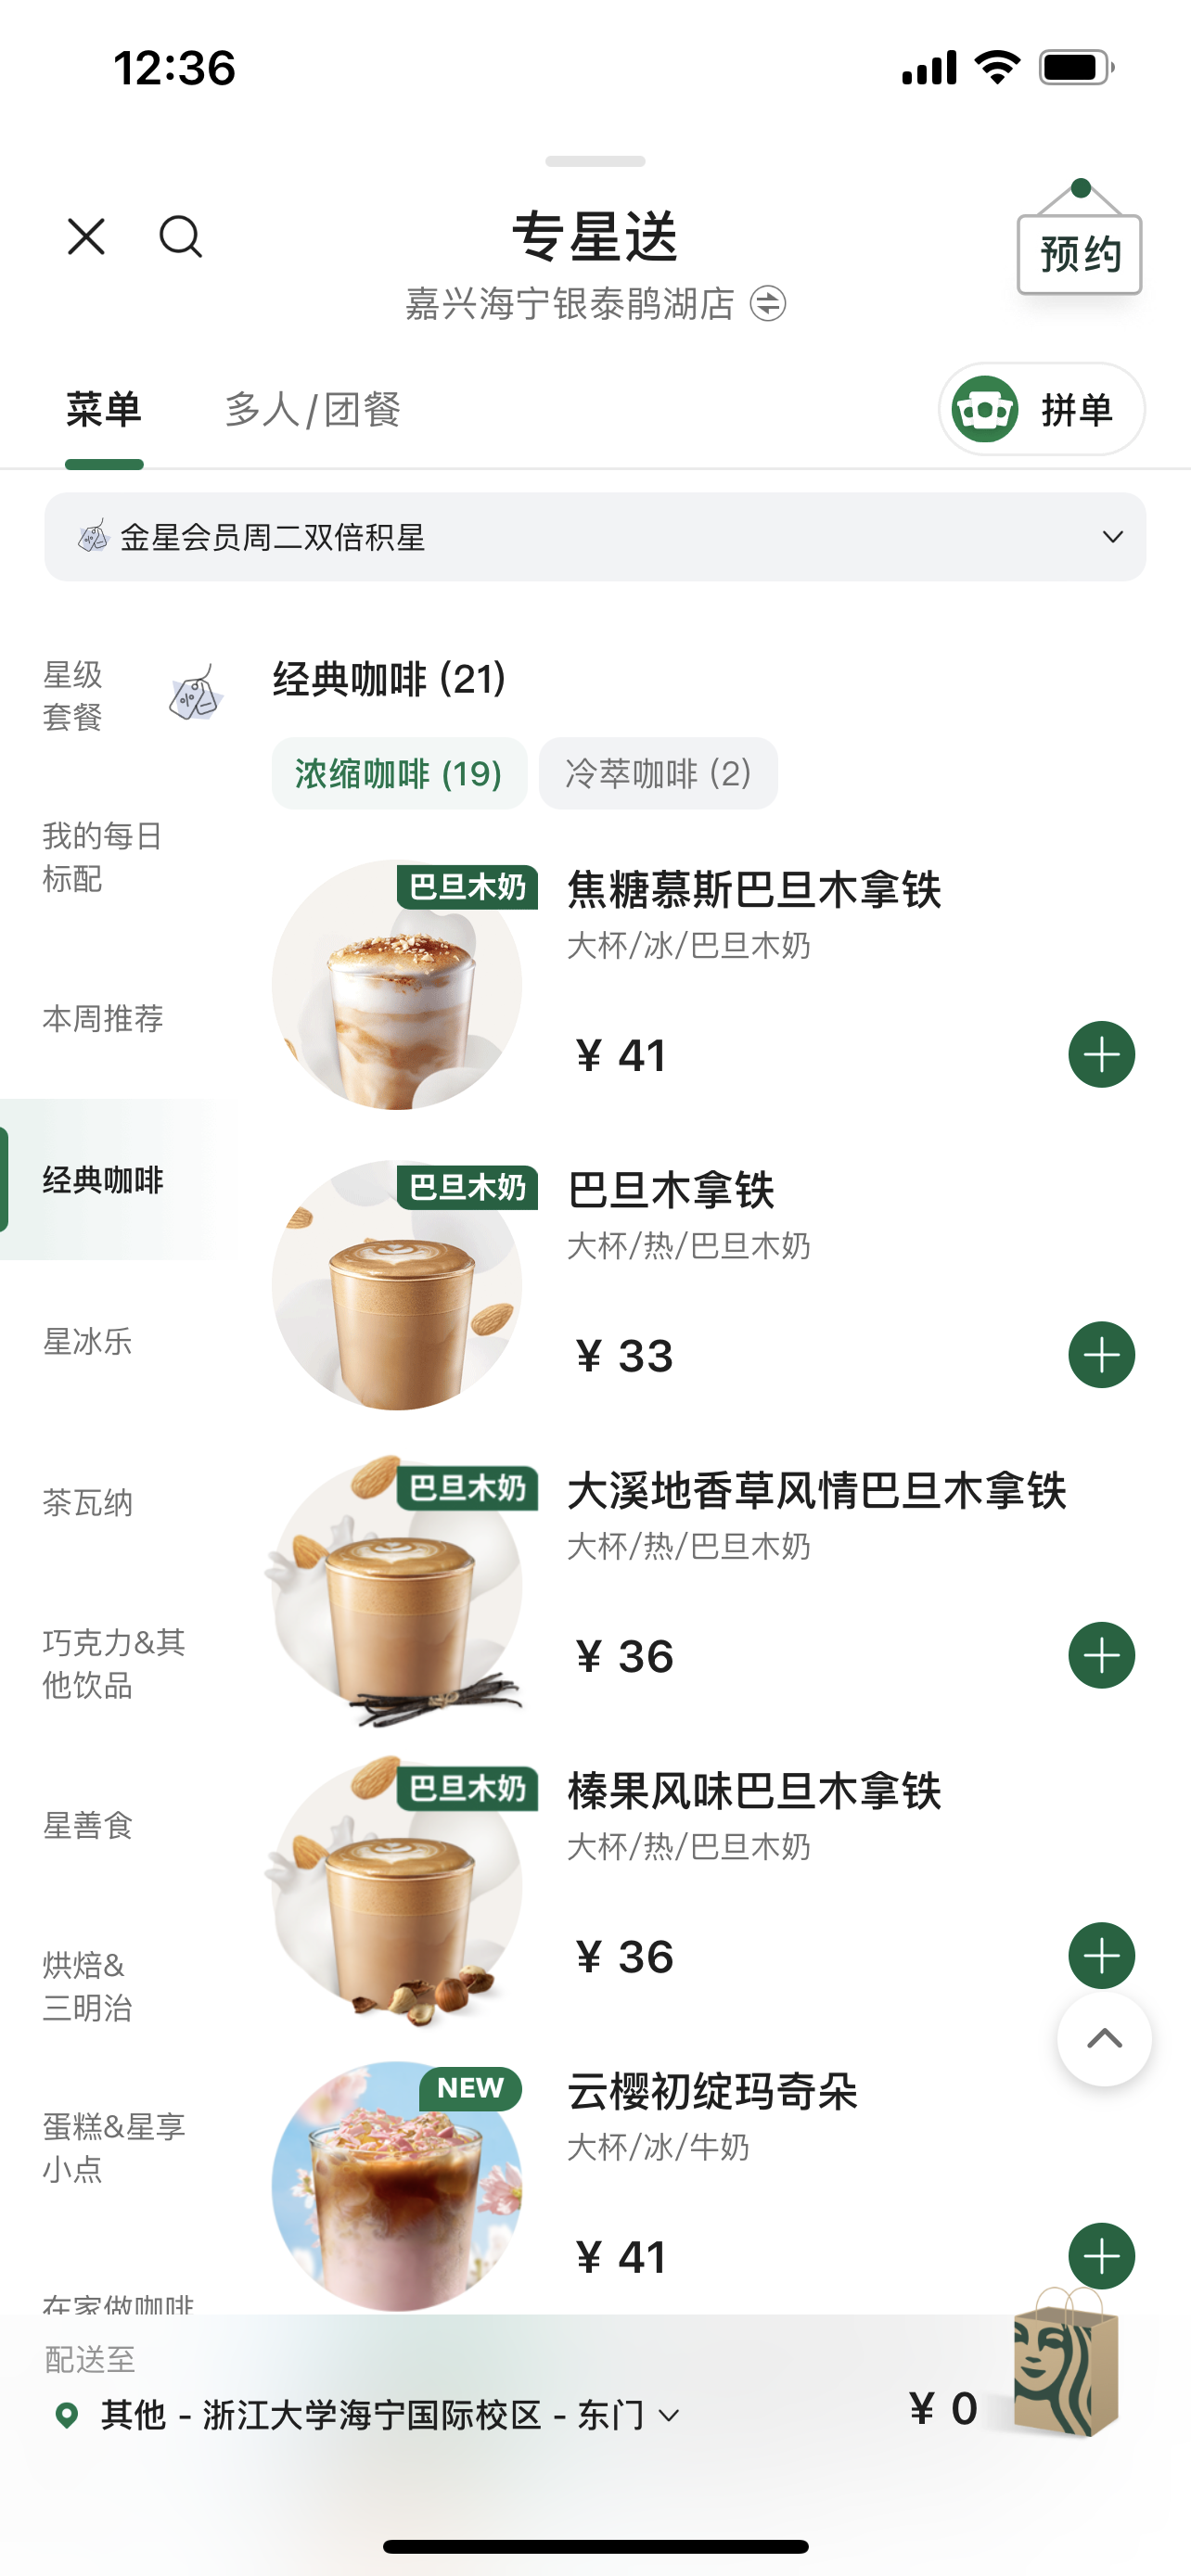 12:36
专星送
预约
嘉兴海宁银泰鹃湖店
菜单
多人/团餐
拼单
金星会员周二双倍积星
星级
套餐
我的每日
标配
本周推荐
经典咖啡
星冰乐
茶瓦纳
巧克力&其
他饮品
星善食
烘焙&
三明治
蛋糕&星享
小点
在家做咖啡
经典咖啡 (21)
浓缩咖啡 (19)
冷萃咖啡 (2)
巴旦木奶
焦糖慕斯巴旦木拿铁
大杯/冰/巴旦木奶
¥ 41
巴旦木奶
巴旦木拿铁
大杯/热/巴旦木奶
¥ 33
巴旦木奶
大溪地香草风情巴旦木拿铁
大杯/热/巴旦木奶
¥ 36
巴旦木奶
榛果风味巴旦木拿铁
大杯/热/巴旦木奶
¥ 36
NEW
云樱初绽玛奇朵
大杯/冰/牛奶
¥ 41
配送至
其他 - 浙江大学海宁国际校区 - 东门
¥ 0